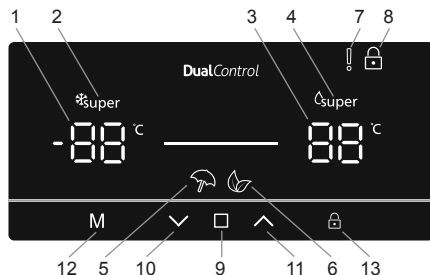 1 2 3 4 7 8
DualControl
super super
-88 °C 88 °C
M
12 5 10 9 11 6 13